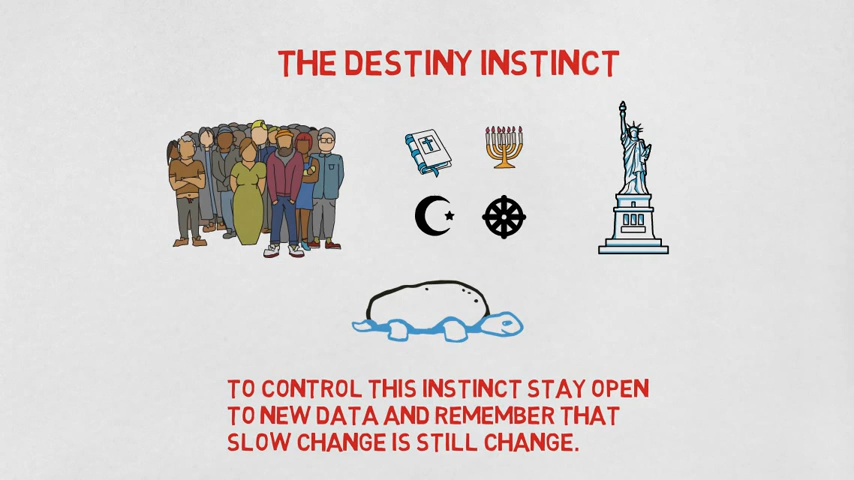 THE DESTINY INSTINCT
TO CONTROL THIS INSTINCT STAY OPEN
TO NEW DATA AND REMEMBER THAT
SLOW CHANGE IS STILL CHANGE.